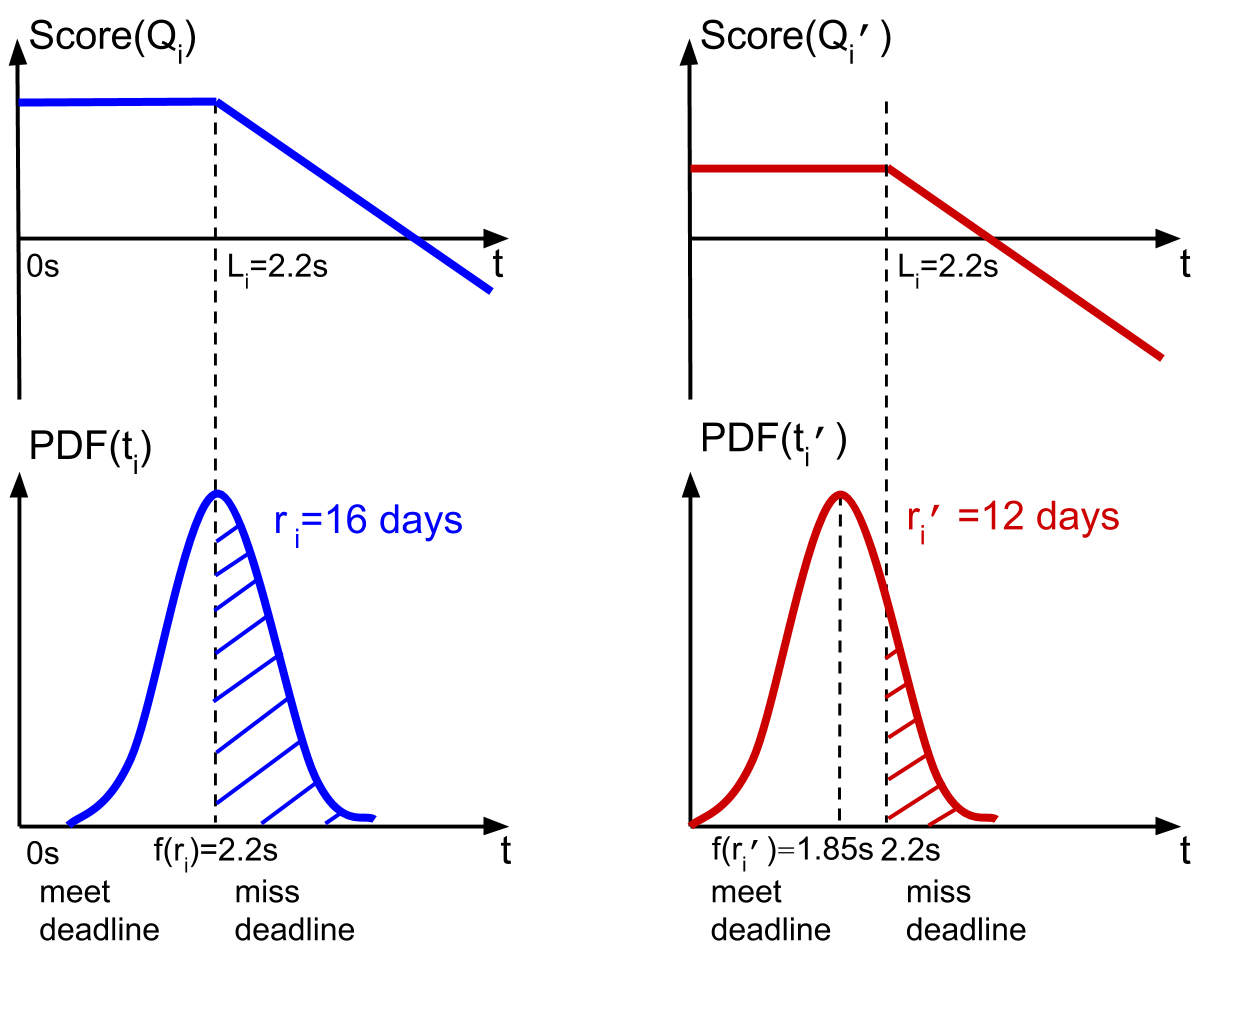 Score(Qi)
Score(Qi′)
0s
Li=2.2s
t
Li=2.2s
t
PDF(ti)
PDF(ti′)
ri=16 days
ri′ =12 days
0s
f(ri)=2.2s
t
f(ri′)=1.85s
2.2s
t
meet
deadline
miss
deadline
meet
deadline
miss
deadline